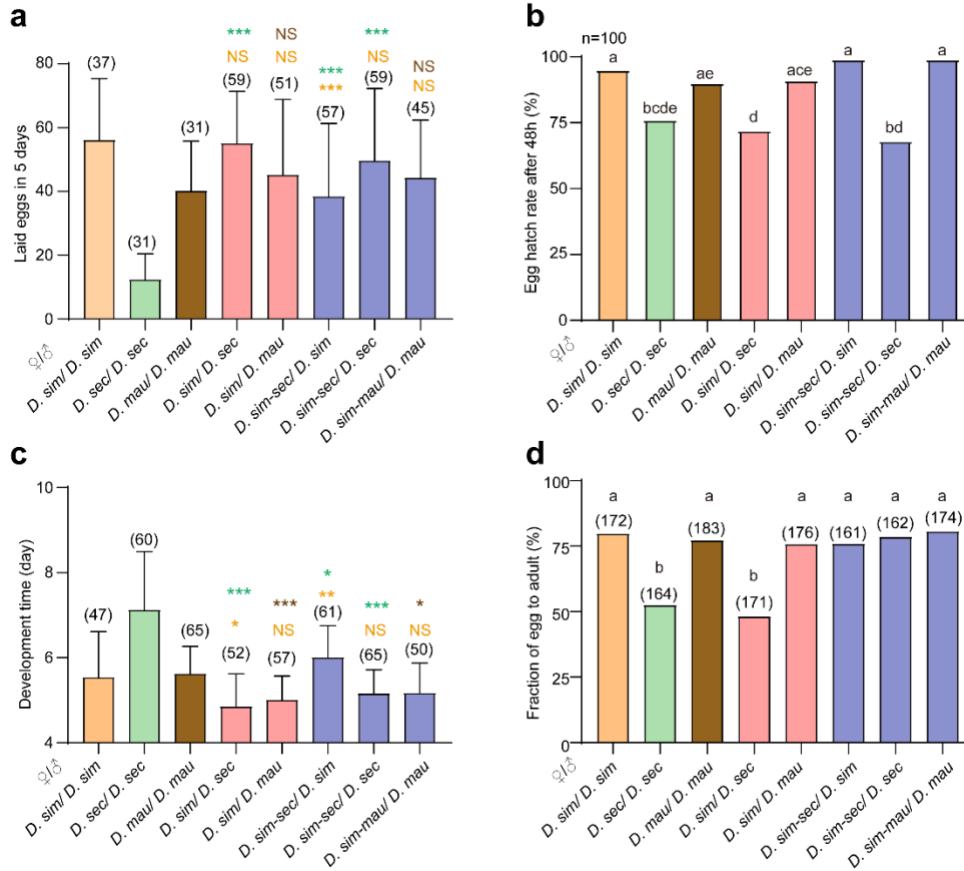 a
*** NS *** NS
NS NS *** *** NS NS
(37) (31) (31) (59) (51) (57) (59) (45)
Laid eggs in 5 days
80
60
40
20
0
♀/♂
D. sim/ D. sim
D. sec/ D. sec
D. mau/ D. mau
D. sim/ D. sec
D. sim/ D. mau
D. sim-sec/ D. sim
D. sim-sec/ D. sec
D. sim-mau/ D. mau
b
n=100
a bcde ae d ace a bd a
Egg hatch rate after 48h (%)
100
75
50
25
0
♀/♂
D. sim/ D. sim
D. sec/ D. sec
D. mau/ D. mau
D. sim/ D. sec
D. sim/ D. mau
D. sim-sec/ D. sim
D. sim-sec/ D. sec
D. sim-mau/ D. mau
c
*** *** * *** *
* NS ** NS NS
(47) (60) (65) (52) (57) (61) (65) (50)
Development time (day)
10
8
6
4
♀/♂
D. sim/ D. sim
D. sec/ D. sec
D. mau/ D. mau
D. sim/ D. sec
D. sim/ D. mau
D. sim-sec/ D. sim
D. sim-sec/ D. sec
D. sim-mau/ D. mau
d
a b a b a a a a
(172) (164) (183) (171) (176) (161) (162) (174)
Fraction of egg to adult (%)
100
75
50
25
0
♀/♂
D. sim/ D. sim
D. sec/ D. sec
D. mau/ D. mau
D. sim/ D. sec
D. sim/ D. mau
D. sim-sec/ D. sim
D. sim-sec/ D. sec
D. sim-mau/ D. mau